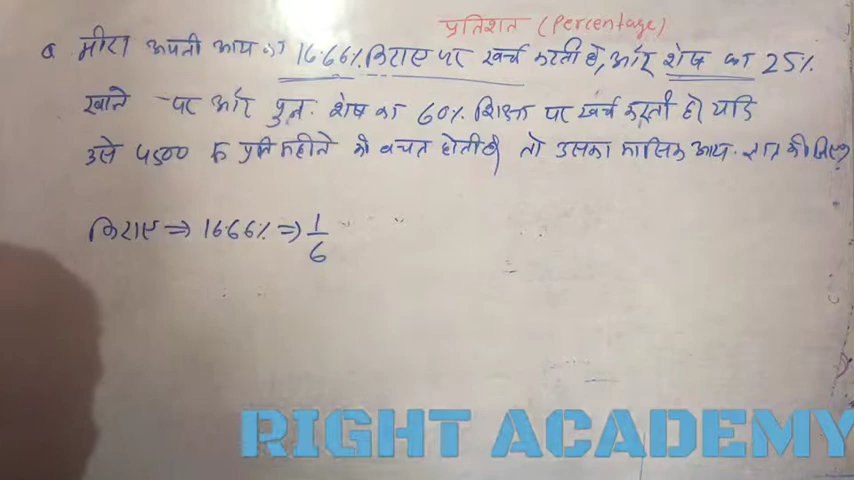 प्रतिशत (Percentage)
Q मीरा अपनी आय का 16.66% किराए पर खर्च करती है, और शेष का 25%
खाने पर और पुनः शेष का 60% शिक्षा पर खर्च करती है। यदि
उसे 4500 रू प्रति महीने की बचत होती है, तो उसका मासिक आय ज्ञात कीजिए?
किराए ⇒ 16.66% ⇒ 1/6
RIGHT ACADEMY